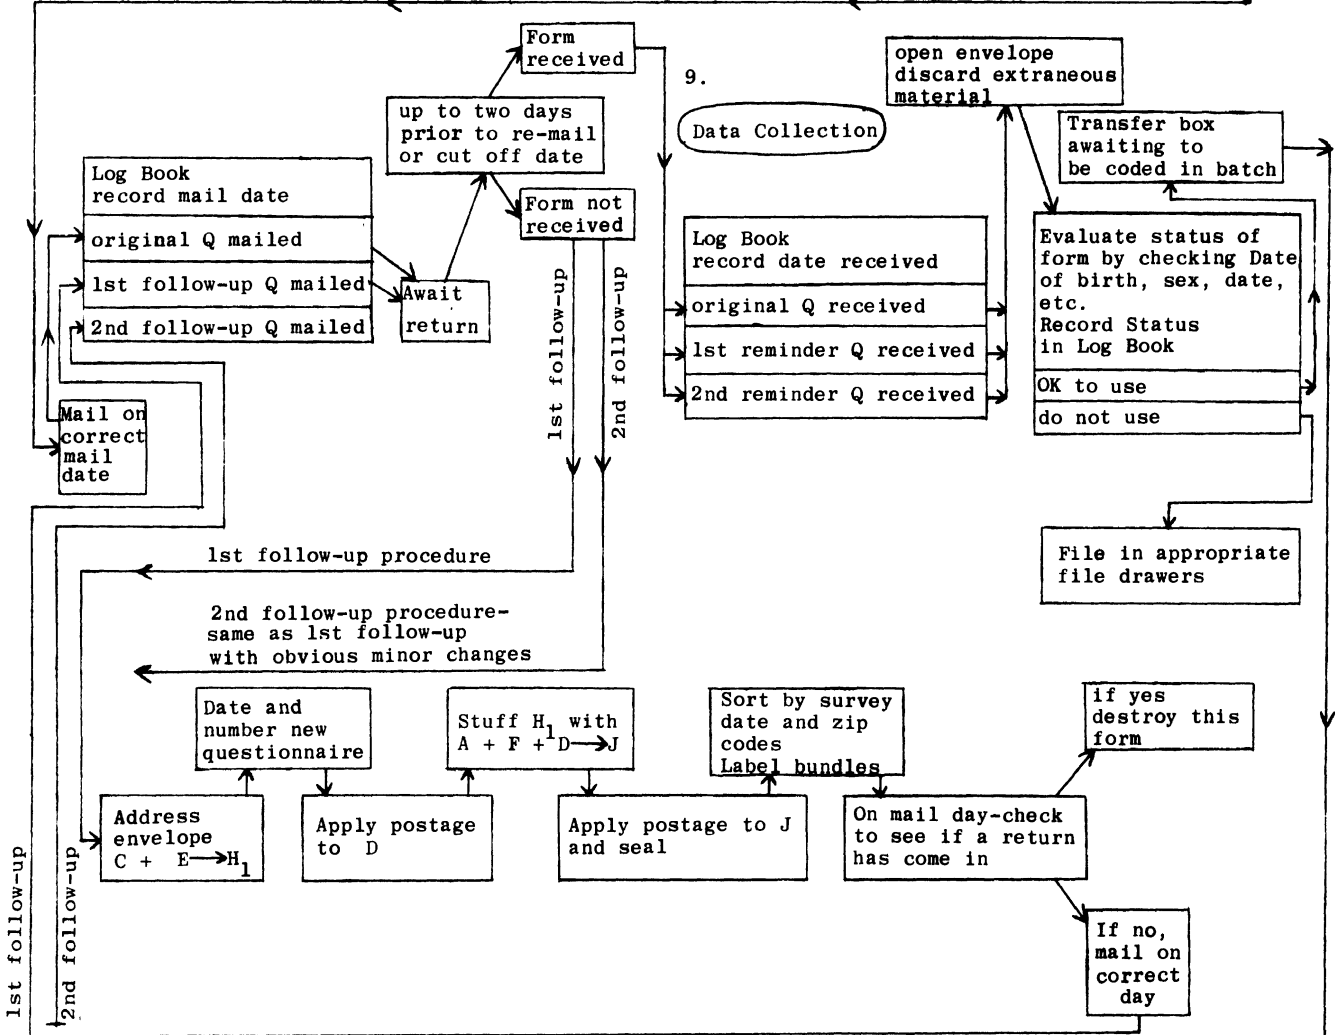 Form
received
9.
Data Collection
open envelope
discard extraneous
material
up to two days
prior to re-mail
or cut off date
Transfer box
awaiting to
be coded in batch
Log Book
record mail date
original Q mailed
1st follow-up Q mailed
2nd follow-up Q mailed
Form not
received
Await
return
Log Book
record date received
original Q received
1st reminder Q received
2nd reminder Q received
Evaluate status of
form by checking Date
of birth, sex, date,
etc.
Record Status
in Log Book
OK to use
do not use
1st follow-up
2nd follow-up
Mail on
correct
mail
date
File in appropriate
file drawers
1st follow-up procedure
2nd follow-up procedure-
same as 1st follow-up
with obvious minor changes
Date and
number new
questionnaire
Stuff H1 with
A + F + D→J
Sort by survey
date and zip
codes
Label bundles
if yes
destroy this
form
Address
envelope
C + E→H1
Apply postage
to D
Apply postage to J
and seal
On mail day-check
to see if a return
has come in
If no,
mail on
correct
day
1st follow-up
2nd follow-up